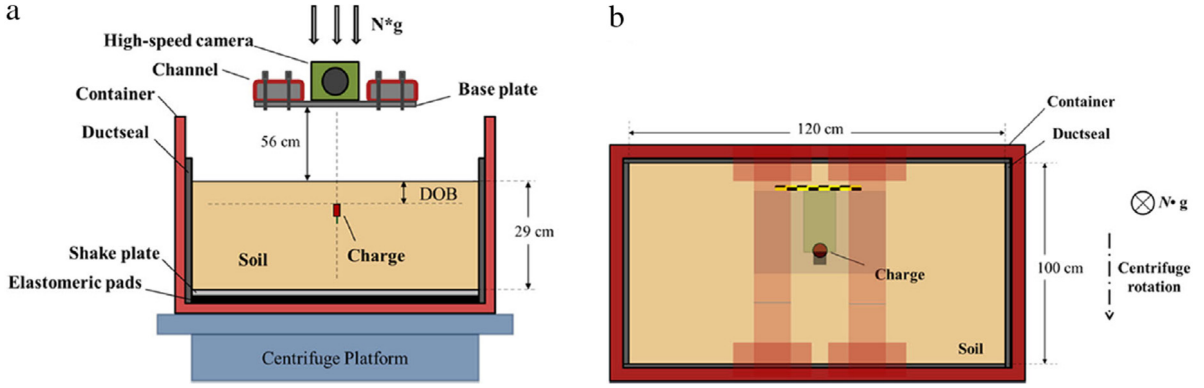 a
N*g
High-speed camera
Channel
Container
Base plate
Ductseal
56 cm
DOB
29 cm
Charge
Soil
Shake plate
Elastomeric pads
Centrifuge Platform
b
Container
120 cm
Ductseal
N• g
Charge
100 cm
Centrifuge
rotation
Soil